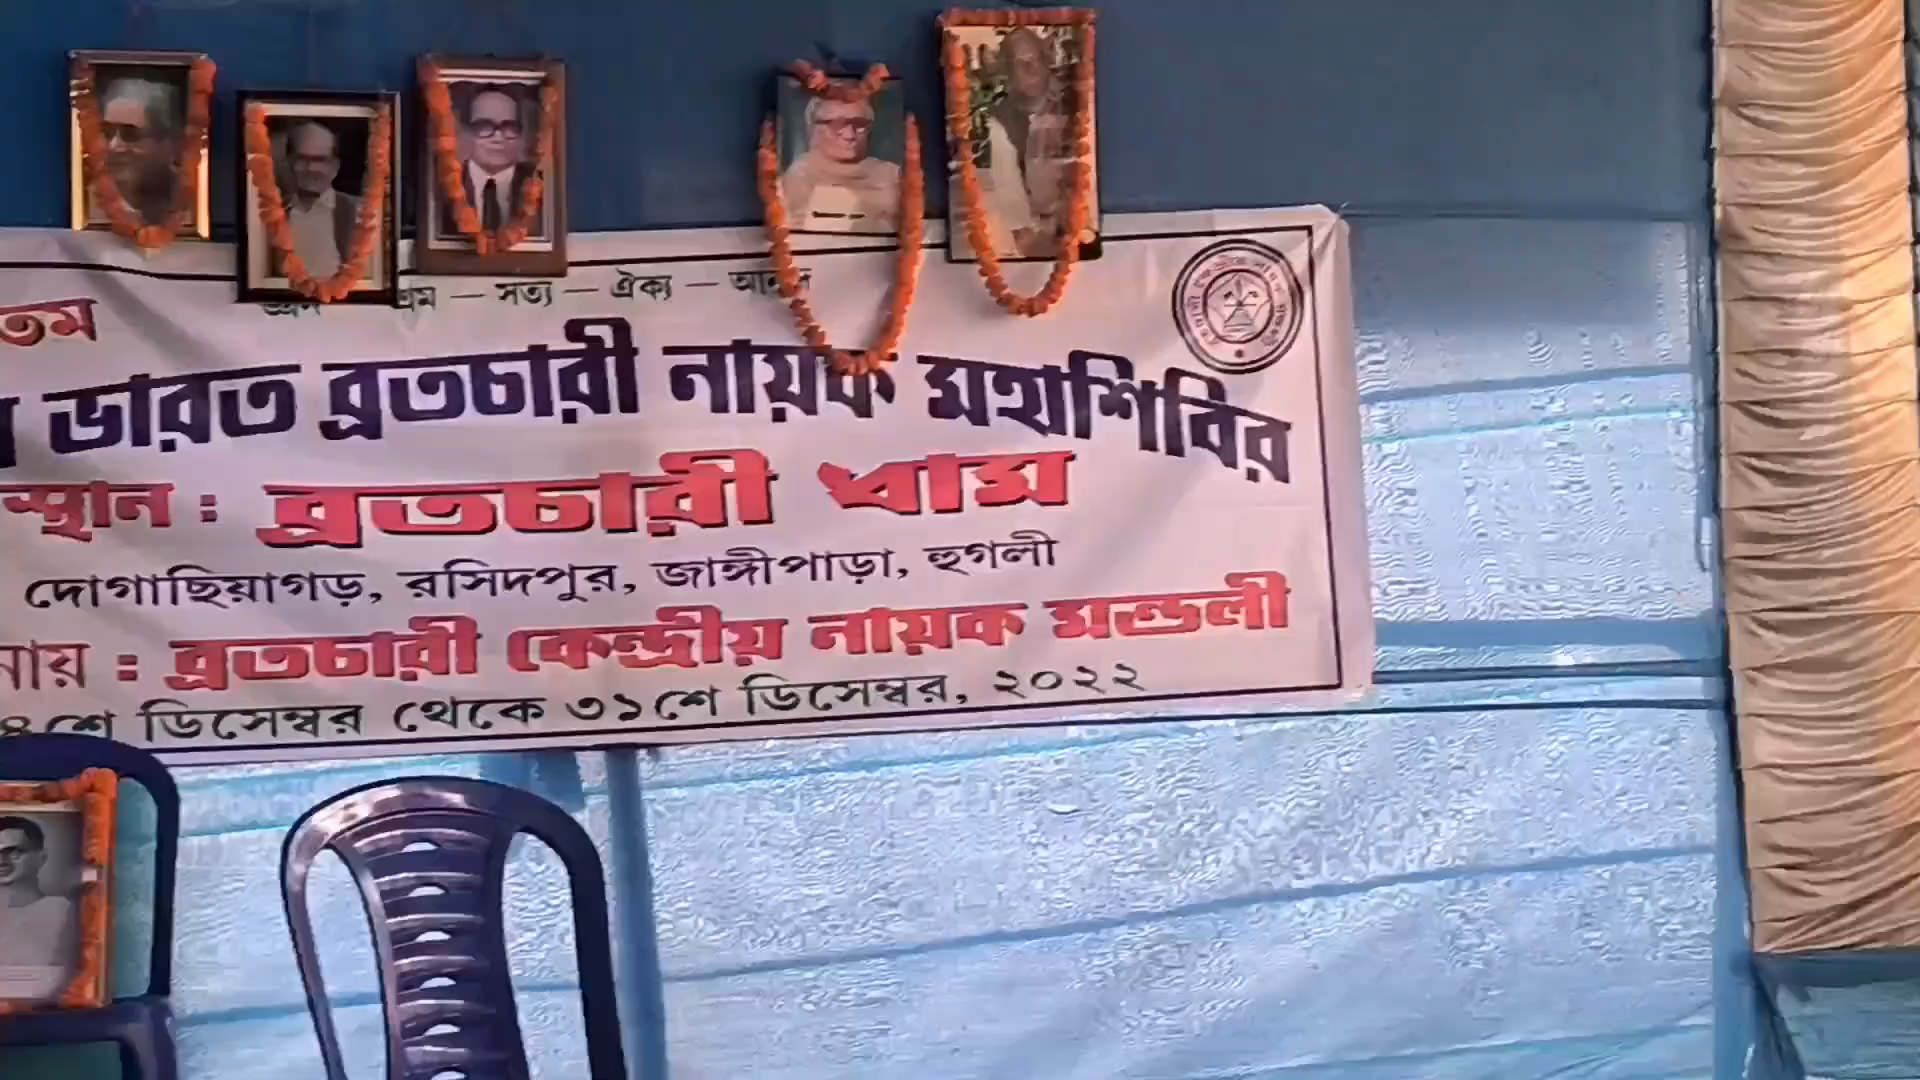 শ্রম — সত্য — ঐক্য — আনন্দ
তম
ভারত ব্রতচারী নায়ক মহাশিবির
স্থান : ব্রতচারী ধাম
দোগাছিয়াগড়, রসিদপুর, জাঙ্গীপাড়া, হুগলী
নায় : ব্রতচারী কেন্দ্রীয় নায়ক মন্ডলী
৪শে ডিসেম্বর থেকে ৩১শে ডিসেম্বর, ২০২২